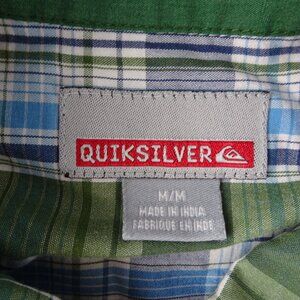 QUIKSILVER
M/M
MADE IN INDIA
FABRIQUE EN INDE